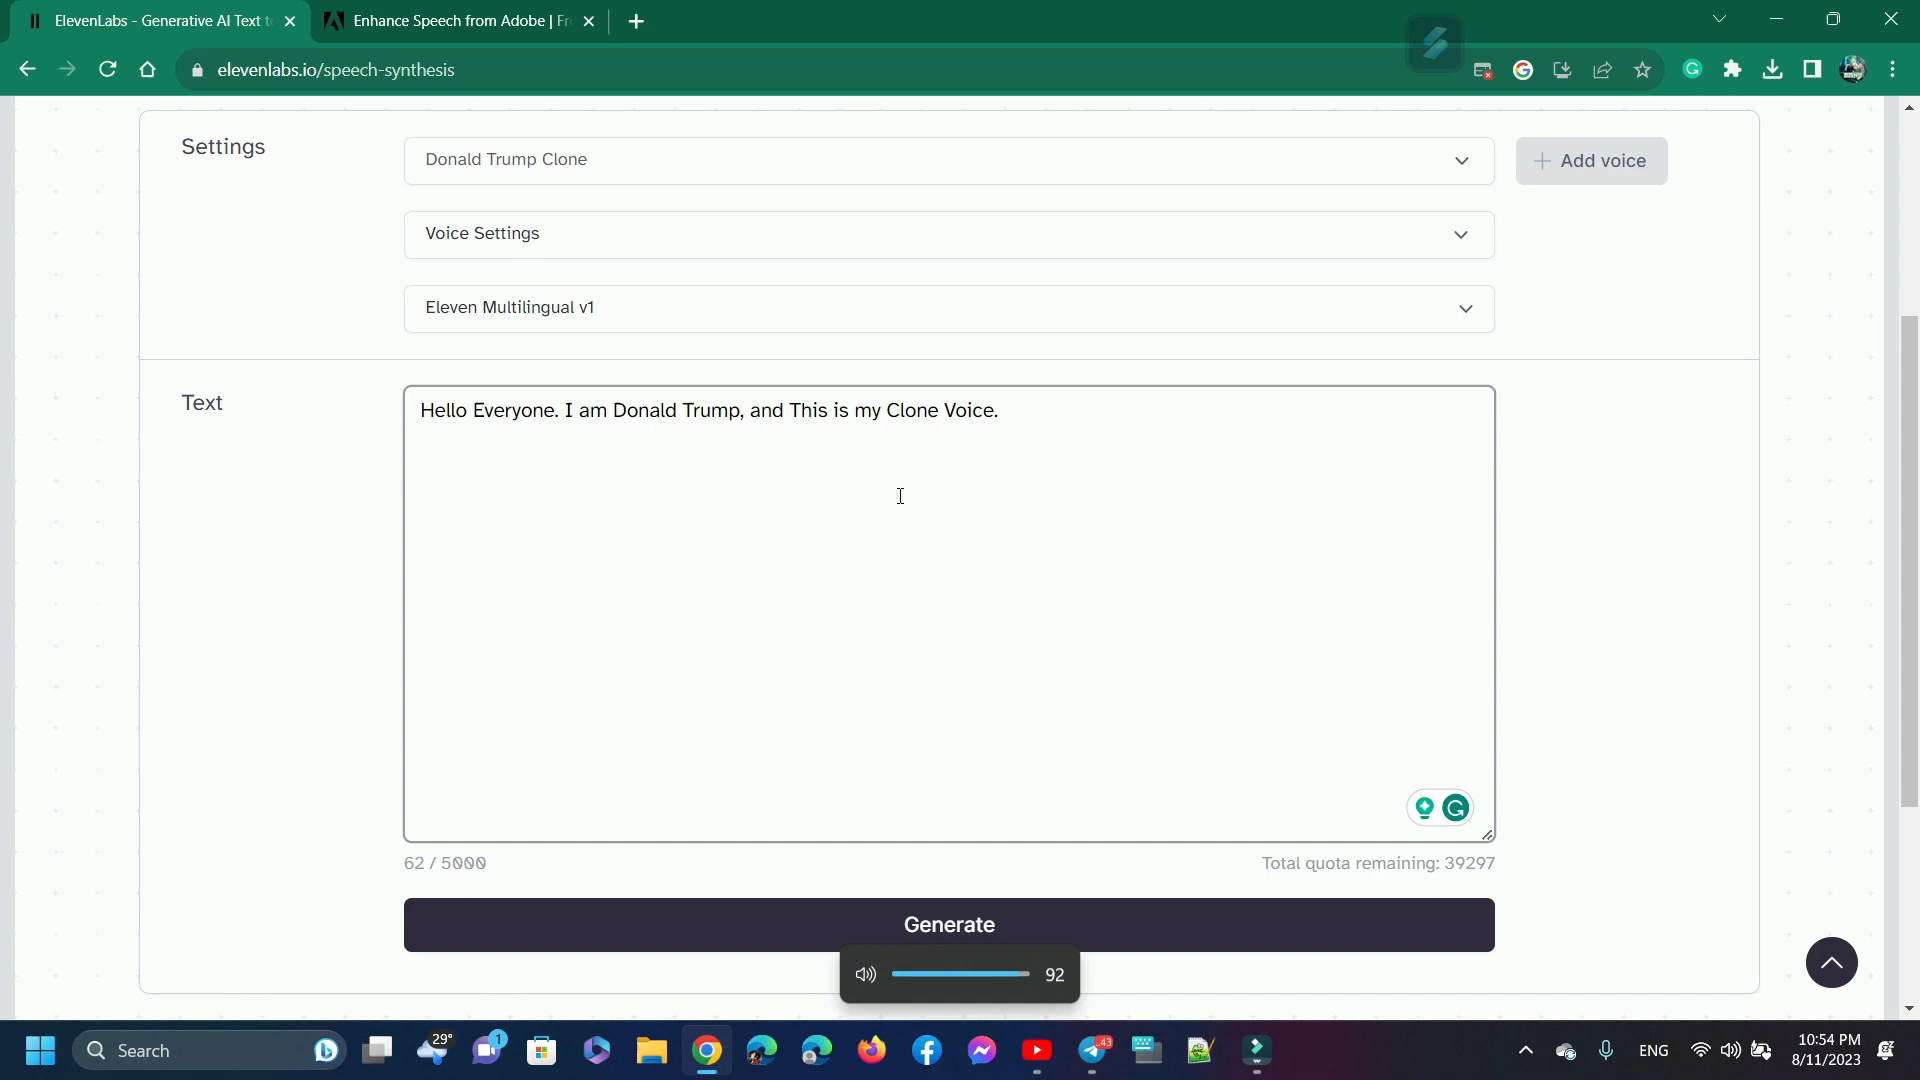 ElevenLabs - Generative AI Text t
Enhance Speech from Adobe | Fr
elevenlabs.io/speech-synthesis
Settings
Donald Trump Clone
Add voice
Voice Settings
Eleven Multilingual v1
Text
Hello Everyone. I am Donald Trump, and This is my Clone Voice.
62 / 5000
Total quota remaining: 39297
Generate
92
Search
29°
1
.43
ENG
10:54 PM
8/11/2023